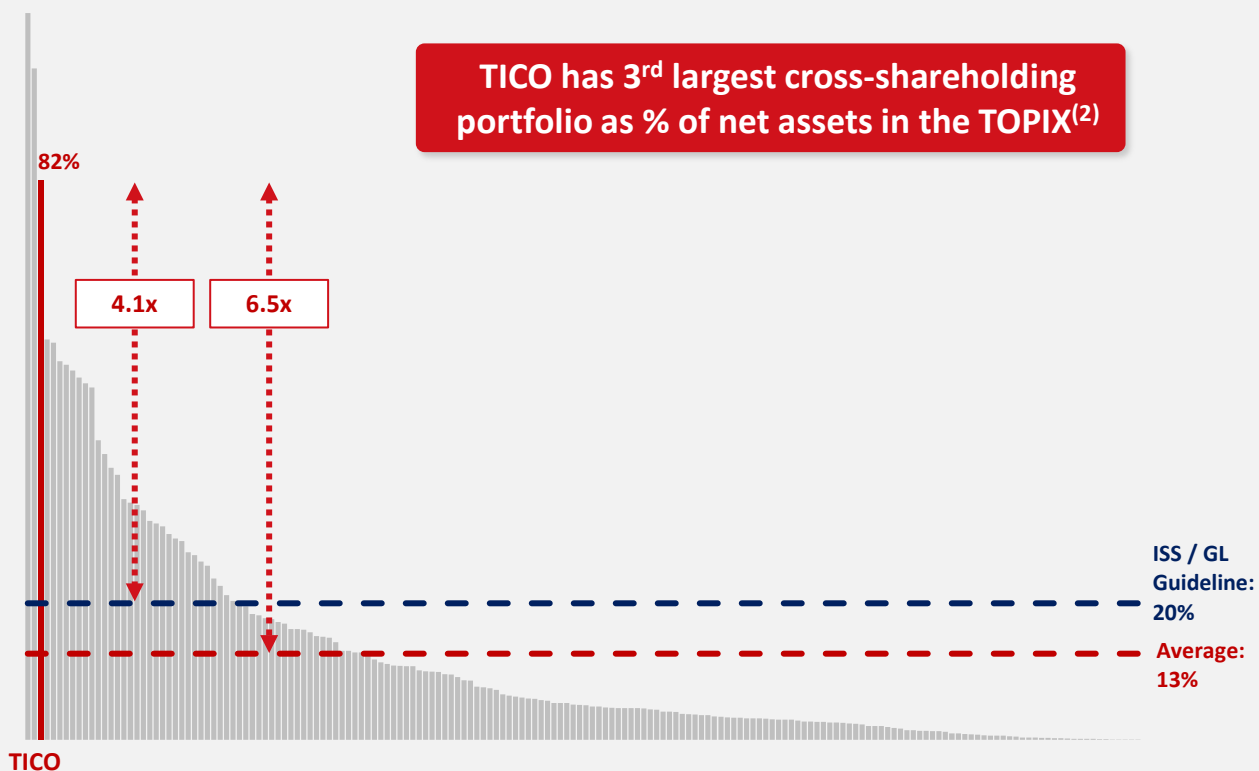 TICO has 3rd largest cross-shareholding
portfolio as % of net assets in the TOPIX(2)
82%
4.1x
6.5x
ISS / GL
Guideline:
20%
Average:
13%
TICO